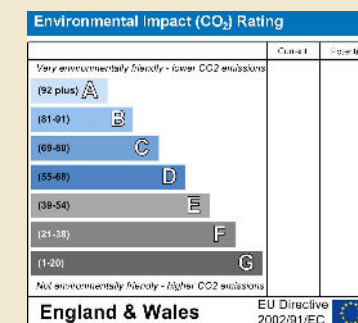 Environmental Impact (CO₂) Rating
Current Potenti
Very environmentally friendly - lower CO2 emissions
(92 plus) A
(81-91) B
(69-80) C
(55-68) D
(39-54) E
(21-38) F
(1-20) G
Not environmentally friendly - higher CO2 emissions
England & Wales
EU Directive
2002/91/EC